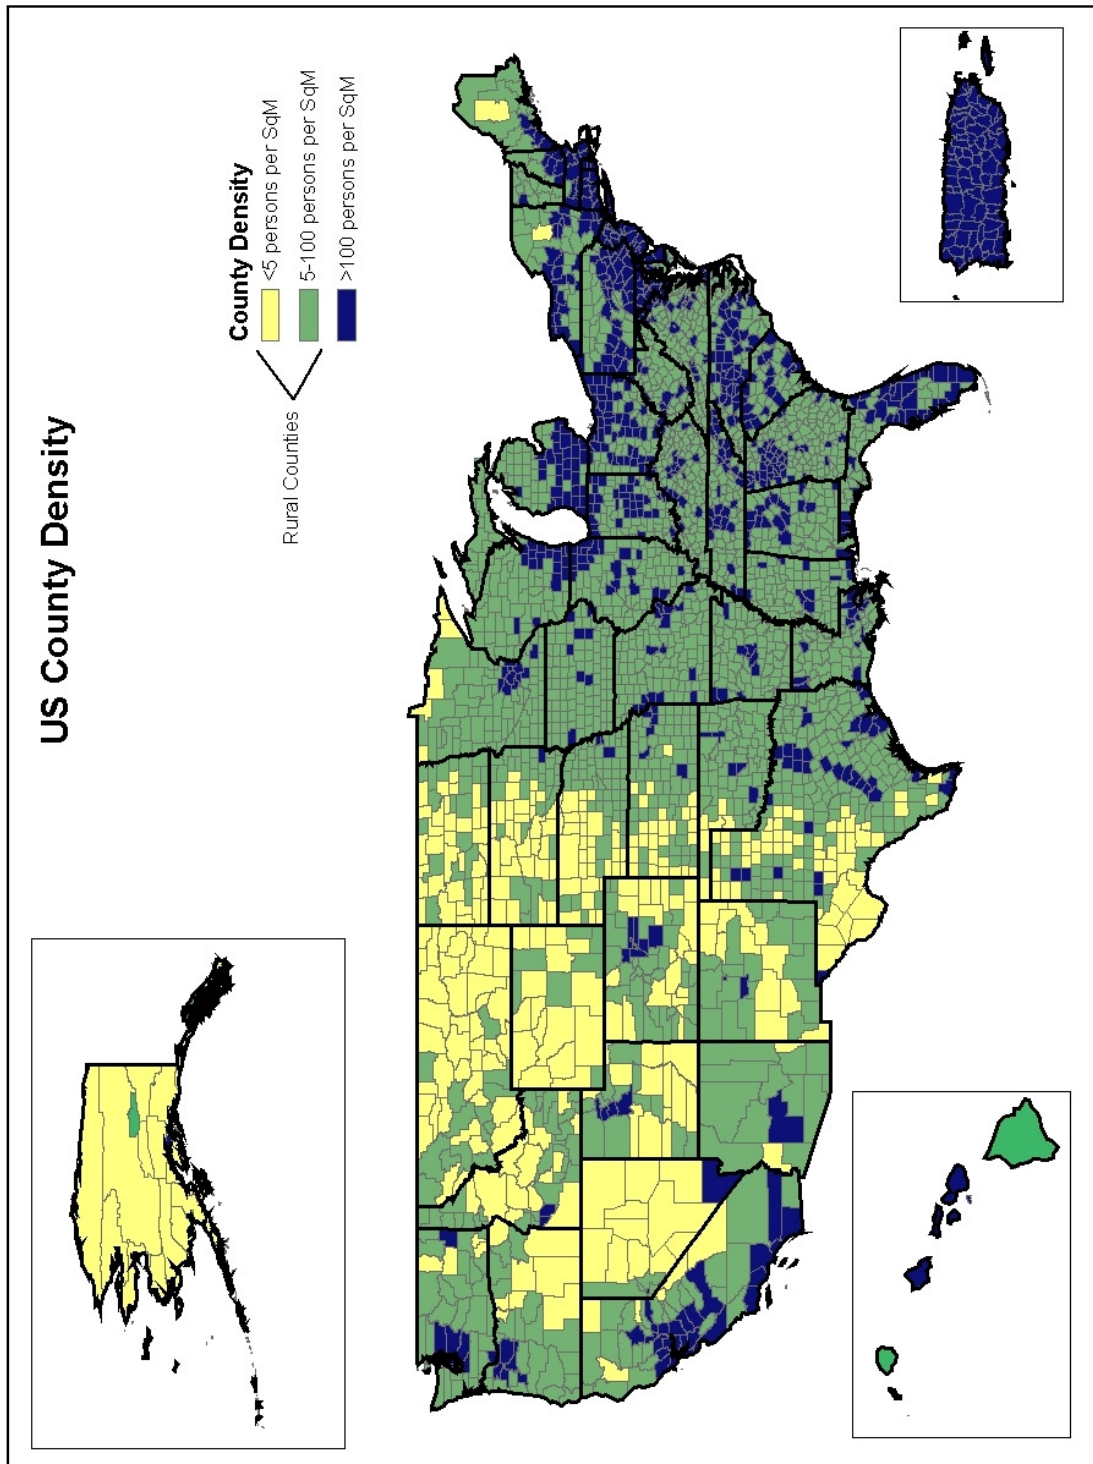 US County Density
County Density
<5 persons per SqM
5-100 persons per SqM
>100 persons per SqM
Rural Counties